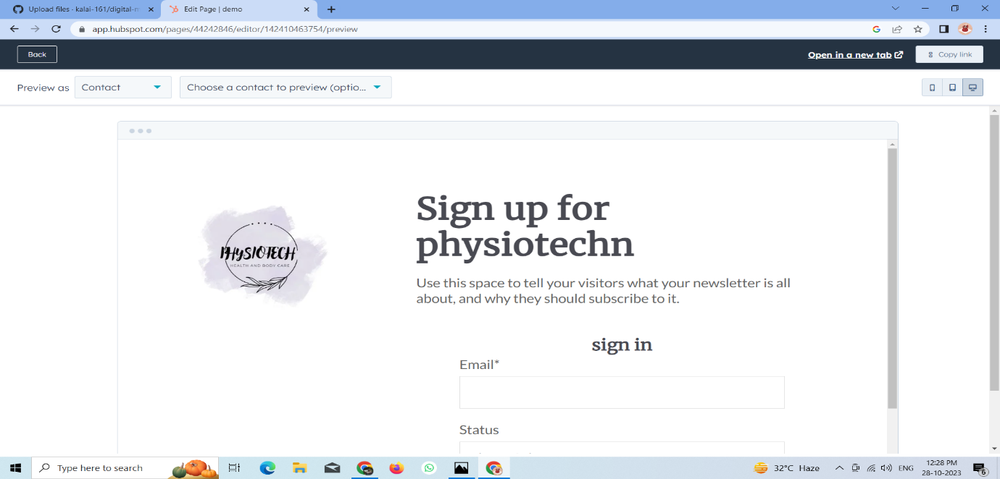 Upload files - kalai-161/digital-m
Edit Page | demo
app.hubspot.com/pages/44242846/editor/142410463754/preview
Back
Open in a new tab
Copy link
Preview as
Contact
Choose a contact to preview (optio...
PHYSIOTECH
HEALTH AND BODY CARE
Sign up for
physiotechn
Use this space to tell your visitors what your newsletter is all
about, and why they should subscribe to it.
sign in
Email*
Status
Type here to search
32°C Haze
ENG
12:28 PM
28-10-2023
6